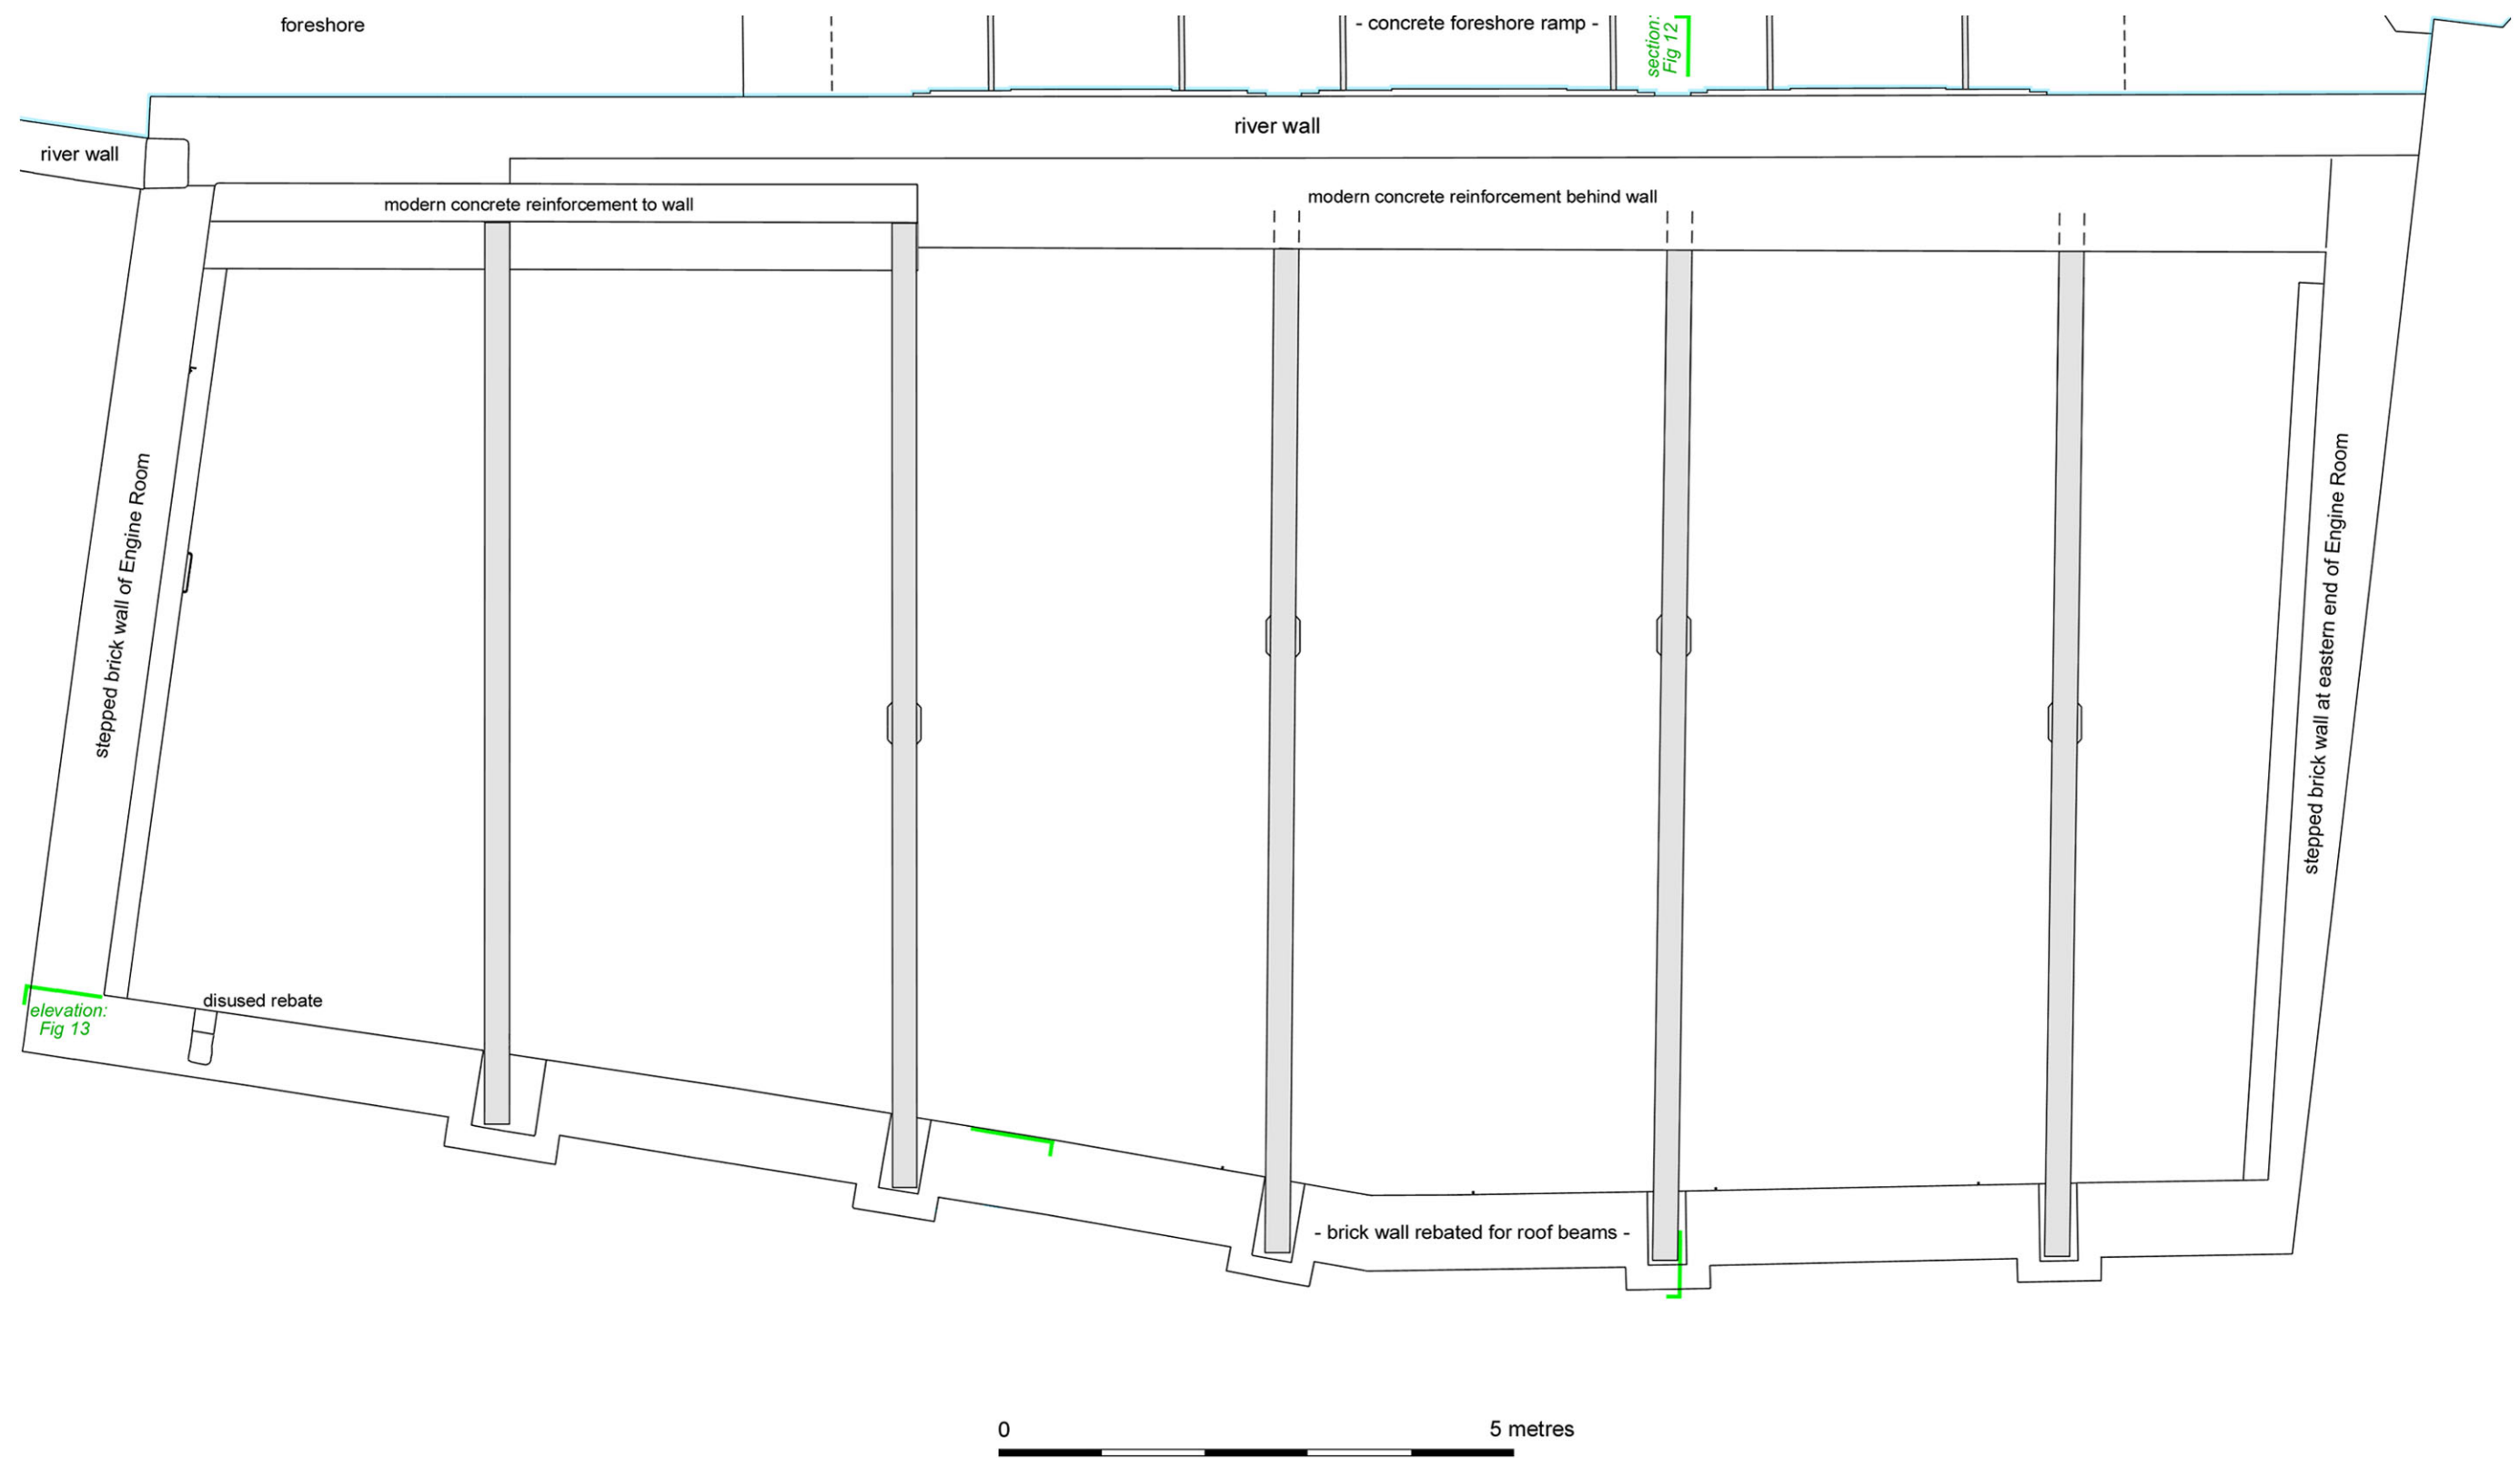 foreshore
- concrete foreshore ramp -
section:
Fig 12
river wall
river wall
modern concrete reinforcement to wall
modern concrete reinforcement behind wall
stepped brick wall of Engine Room
stepped brick wall at eastern end of Engine Room
disused rebate
elevation:
Fig 13
- brick wall rebated for roof beams -
0
5 metres